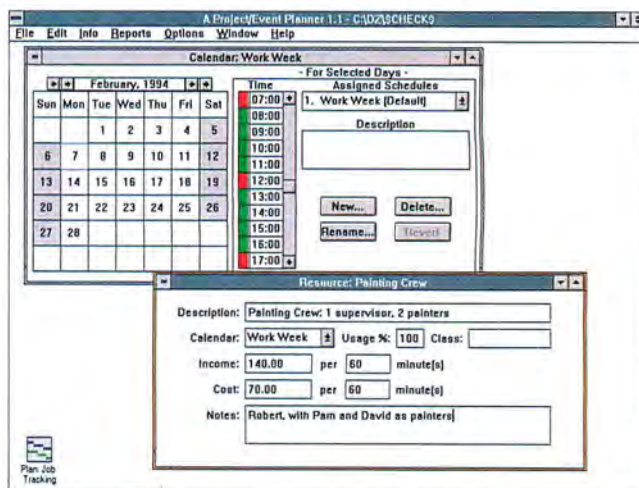 A Project/Event Planner 1.1 - C:\DZ\SCHECKS
File Edit Info Reports Options Window Help
Calendar: Work Week
- For Selected Days -
February, 1994
Time
Assigned Schedules
Sun Mon Tue Wed Thu Fri Sat
1 2 3 4 5
6 7 8 9 10 11 12
13 14 15 16 17 18 19
20 21 22 23 24 25 26
27 28
07:00
08:00
09:00
10:00
11:00
12:00
13:00
14:00
15:00
16:00
17:00
1. Work Week (Default)
Description
New... Delete...
Rename... Revert
Resource: Painting Crew
Description: Painting Crew: 1 supervisor, 2 painters
Calendar: Work Week Usage %: 100 Class:
Income: 140.00 per 60 minute(s)
Cost: 70.00 per 60 minute(s)
Notes: Robert, with Pam and David as painters
Plan Job
Tracking